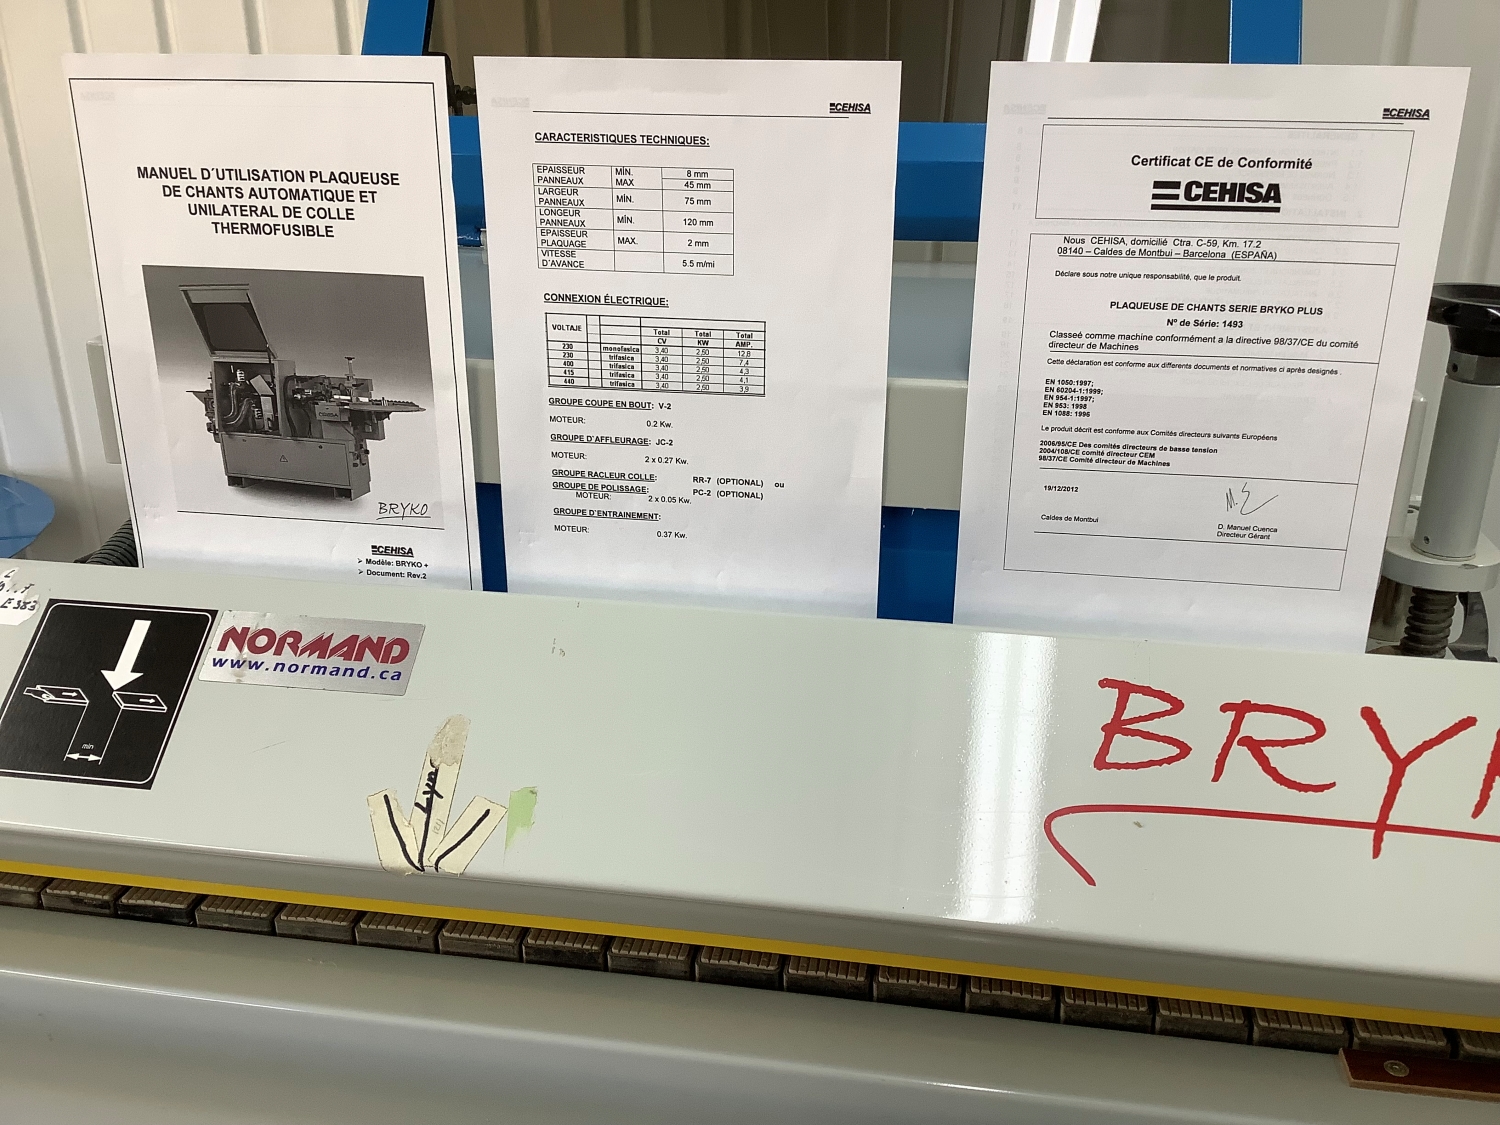 MANUEL D´UTILISATION PLAQUEUSE
DE CHANTS AUTOMATIQUE ET
UNILATERAL DE COLLE
THERMOFUSIBLE
CEHISA
BRYKO
CEHISA
➢ Modèle: BRYKO +
➢ Document: Rev.2
CEHISA
CARACTERISTIQUES TECHNIQUES:
EPAISSEUR PANNEAUX MÍN. 8 mm
MAX 45 mm
LARGEUR PANNEAUX MÍN. 75 mm
LONGEUR PANNEAUX MÍN. 120 mm
EPAISSEUR PLAQUAGE MAX. 2 mm
VITESSE D'AVANCE 5.5 m/mi
CONNEXION ÉLECTRIQUE:
VOLTAJE Total CV Total KW Total AMP.
230 monofasica 3,40 2,50 12,8
230 trifasica 3,40 2,50 7,4
400 trifasica 3,40 2,50 4,3
415 trifasica 3,40 2,50 4,1
440 trifasica 3,40 2,50 3,9
GROUPE COUPE EN BOUT: V-2
MOTEUR: 0.2 Kw.
GROUPE D'AFFLEURAGE: JC-2
MOTEUR: 2 x 0.27 Kw.
GROUPE RACLEUR COLLE: RR-7 (OPTIONAL) ou
GROUPE DE POLISSAGE: PC-2 (OPTIONAL)
MOTEUR: 2 x 0.05 Kw.
GROUPE D'ENTRAINEMENT:
MOTEUR: 0.37 Kw.
CEHISA
Certificat CE de Conformité
CEHISA
Nous CEHISA, domicilié Ctra. C-59, Km. 17.2
08140 – Caldes de Montbui – Barcelona (ESPAÑA)
Déclare sous notre unique responsabilité, que le produit.
PLAQUEUSE DE CHANTS SERIE BRYKO PLUS
Nº de Série: 1493
Classeé comme machine conformément a la directive 98/37/CE du comité
directeur de Machines
Cette déclaration est conforme aux differents documents et normatives ci après designés .
EN 1050:1997;
EN 60204-1:1999;
EN 954-1:1997;
EN 953: 1998
EN 1088: 1996
Le produit décrit est conforme aux Comités directeurs suivants Européens
2006/95/CE Des comités directeurs de basse tension
2004/108/CE comité directeur CEM
98/37/CE Comité directeur de Machines
19/12/2012
Caldes de Montbui
D. Manuel Cuenca
Directeur Gérant
min
NORMAND
www.normand.ca
BRYK